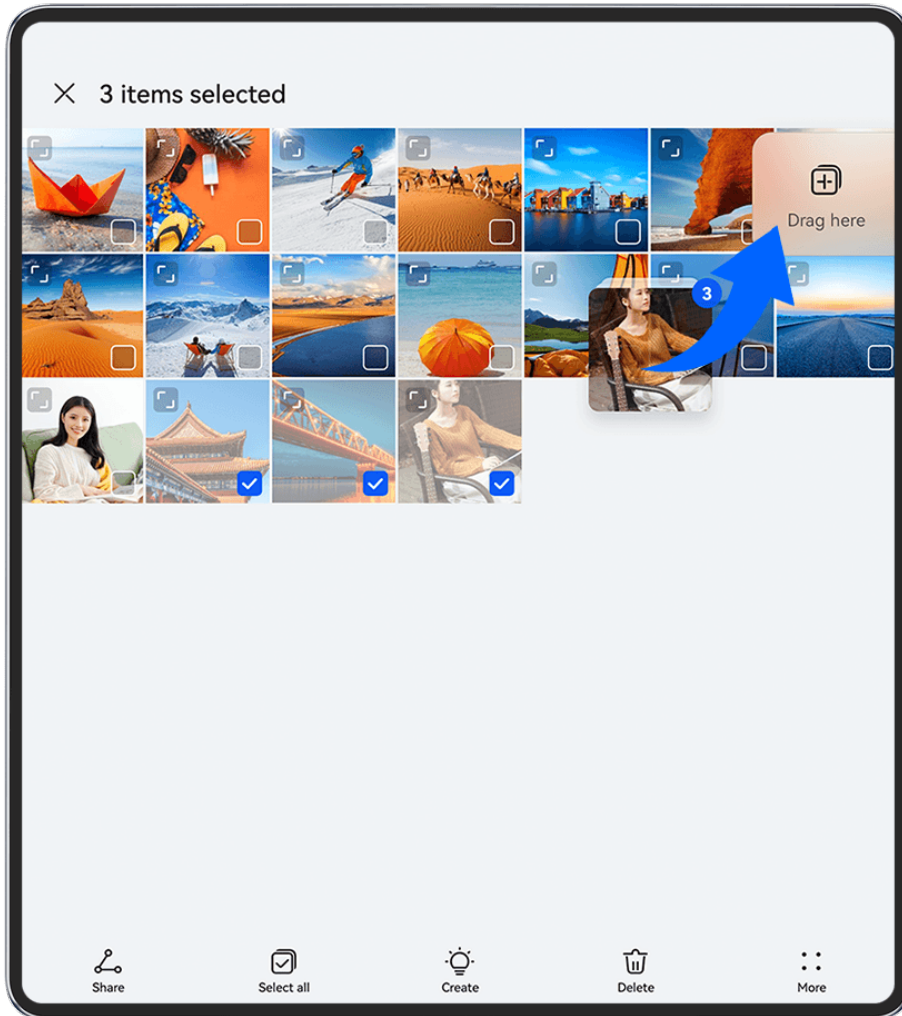 3 items selected
Drag here
3
Share
Select all
Create
Delete
More